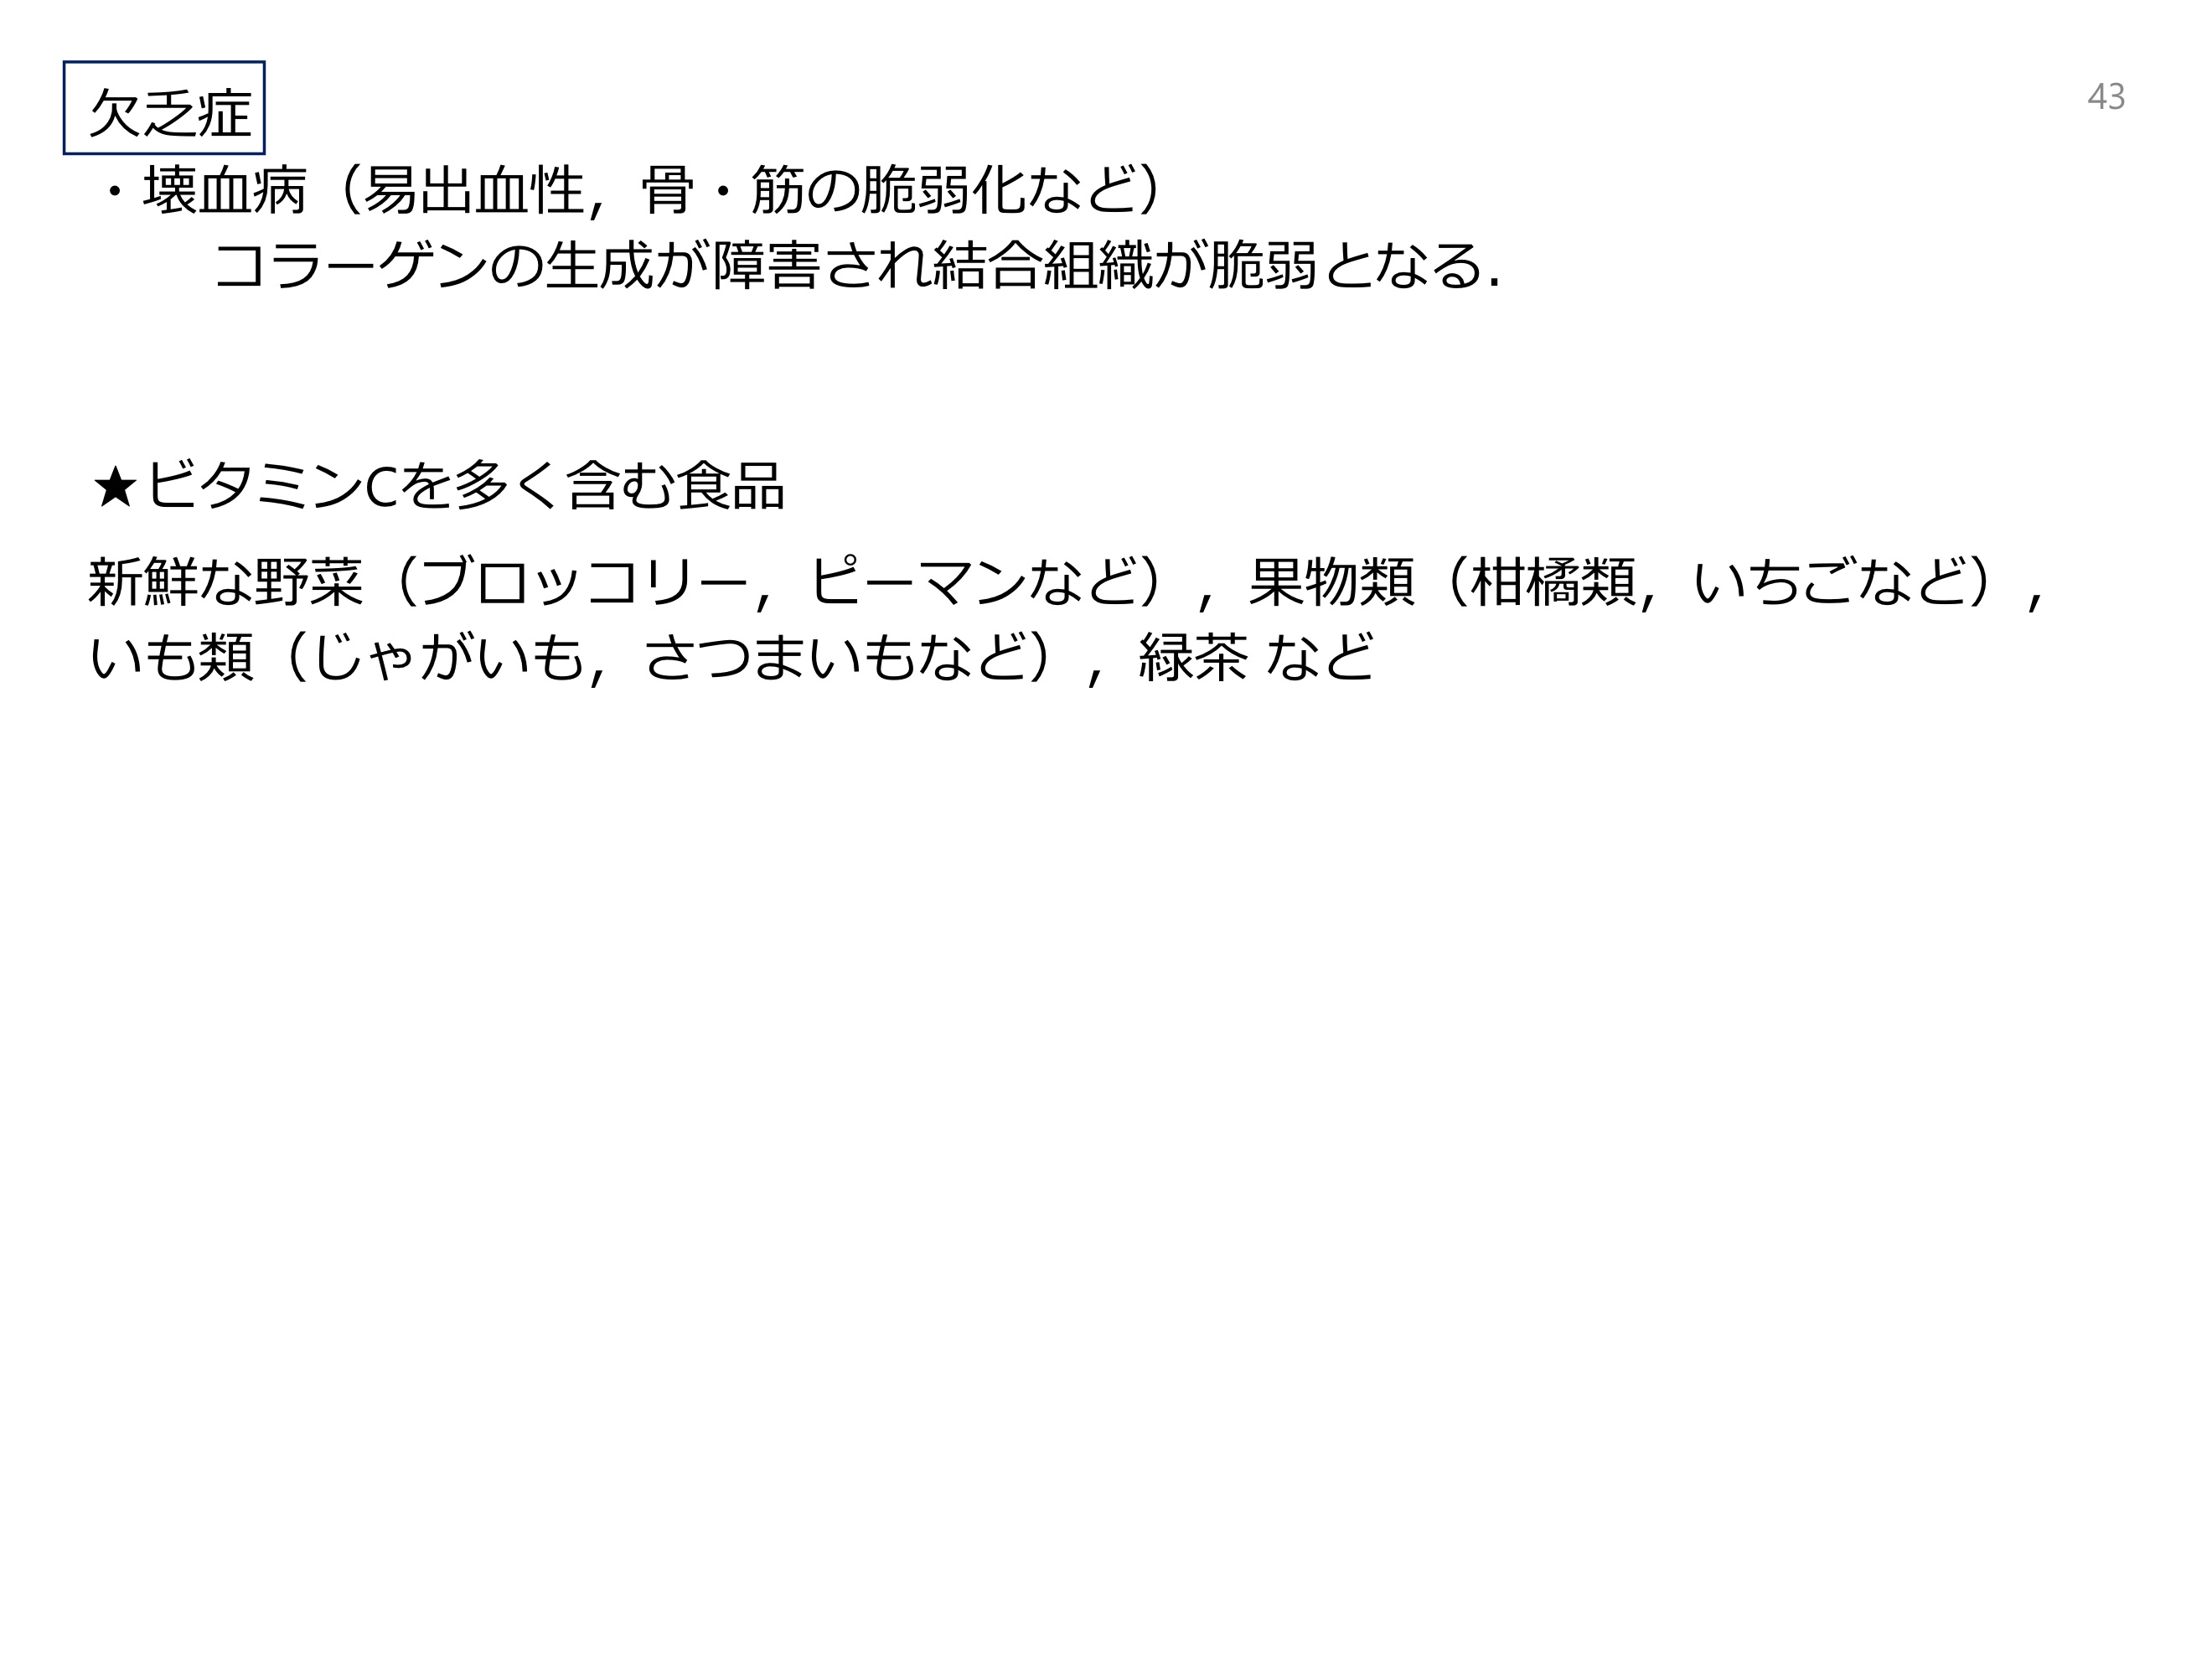 43
欠乏症
・壊血病（易出血性，骨・筋の脆弱化など）
コラーゲンの生成が障害され結合組織が脆弱となる.
★ビタミンCを多く含む食品
新鮮な野菜（ブロッコリー，ピーマンなど），果物類（柑橘類，いちごなど），
いも類（じゃがいも，さつまいもなど），緑茶 など